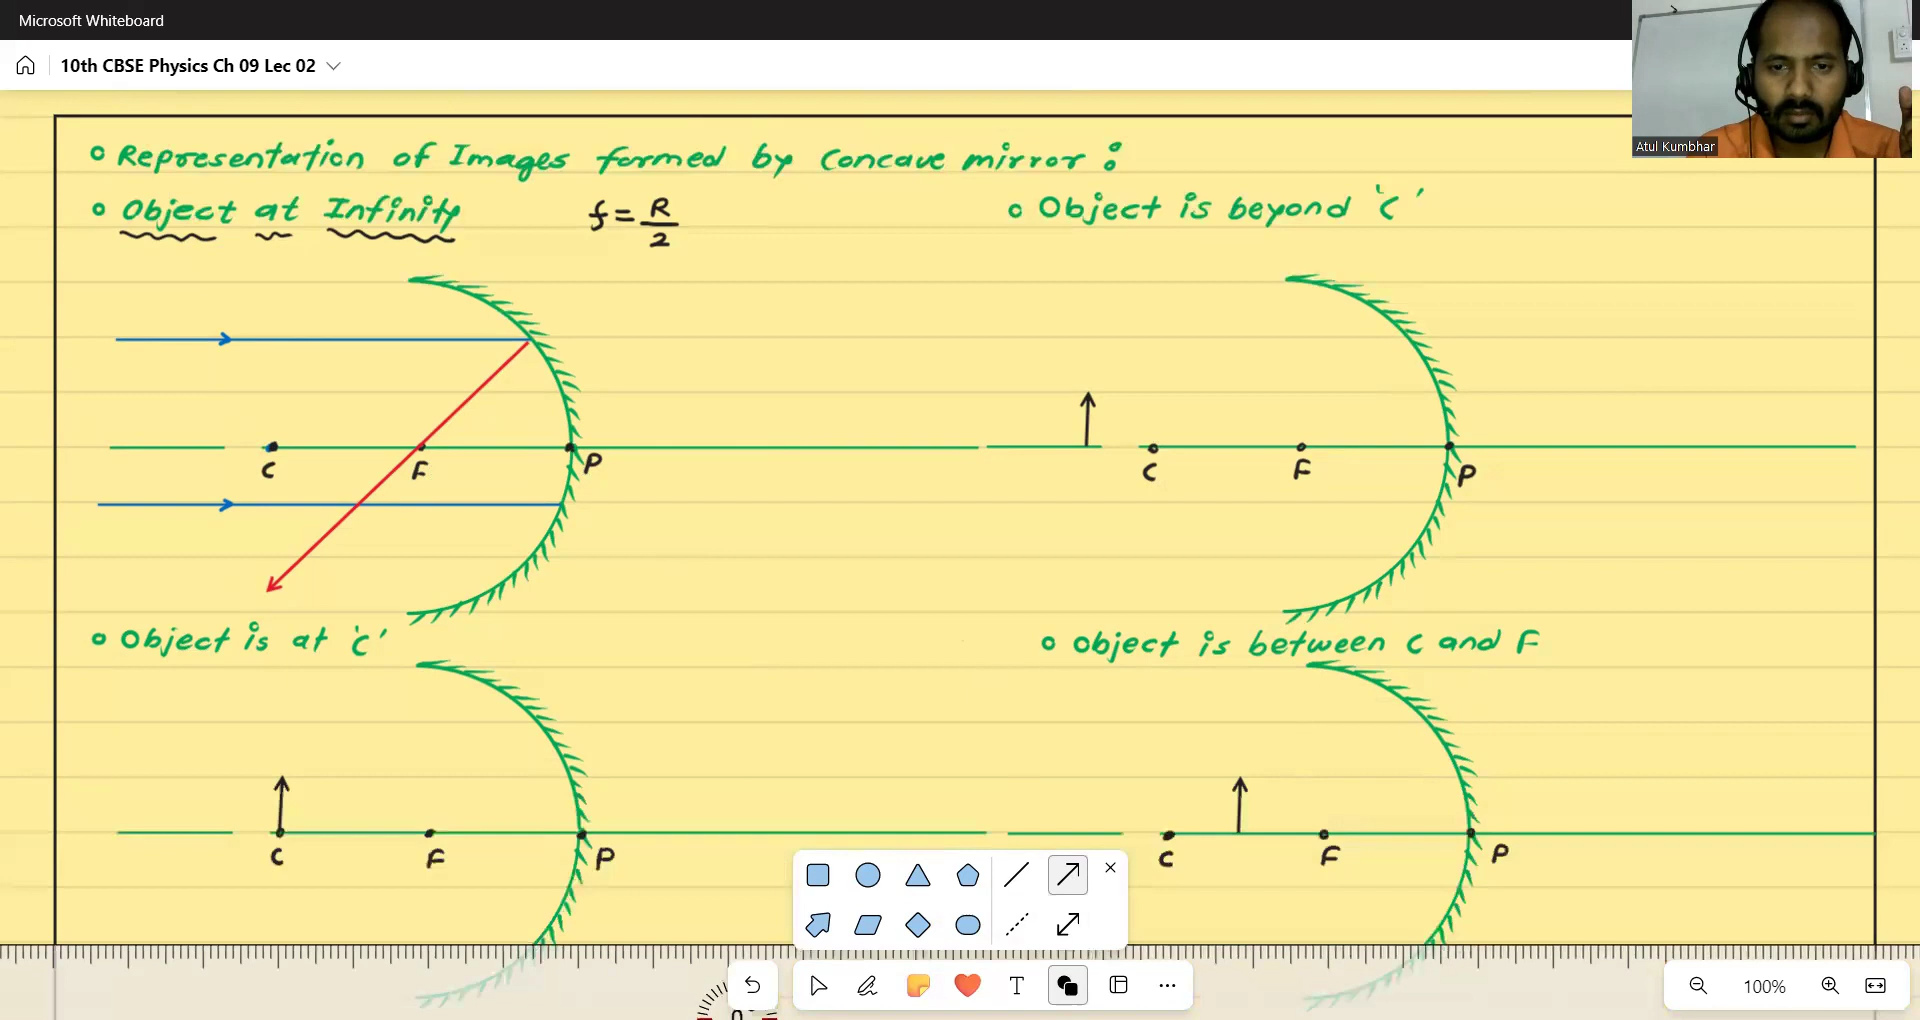 Microsoft Whiteboard
10th CBSE Physics Ch 09 Lec 02
Atul Kumbhar
Representation of Images formed by Concave mirror :
Object at Infinity
f = R/2
Object is beyond 'C'
C F P
C F P
Object is at 'C'
Object is between C and F
C F P
C F P
0
100%